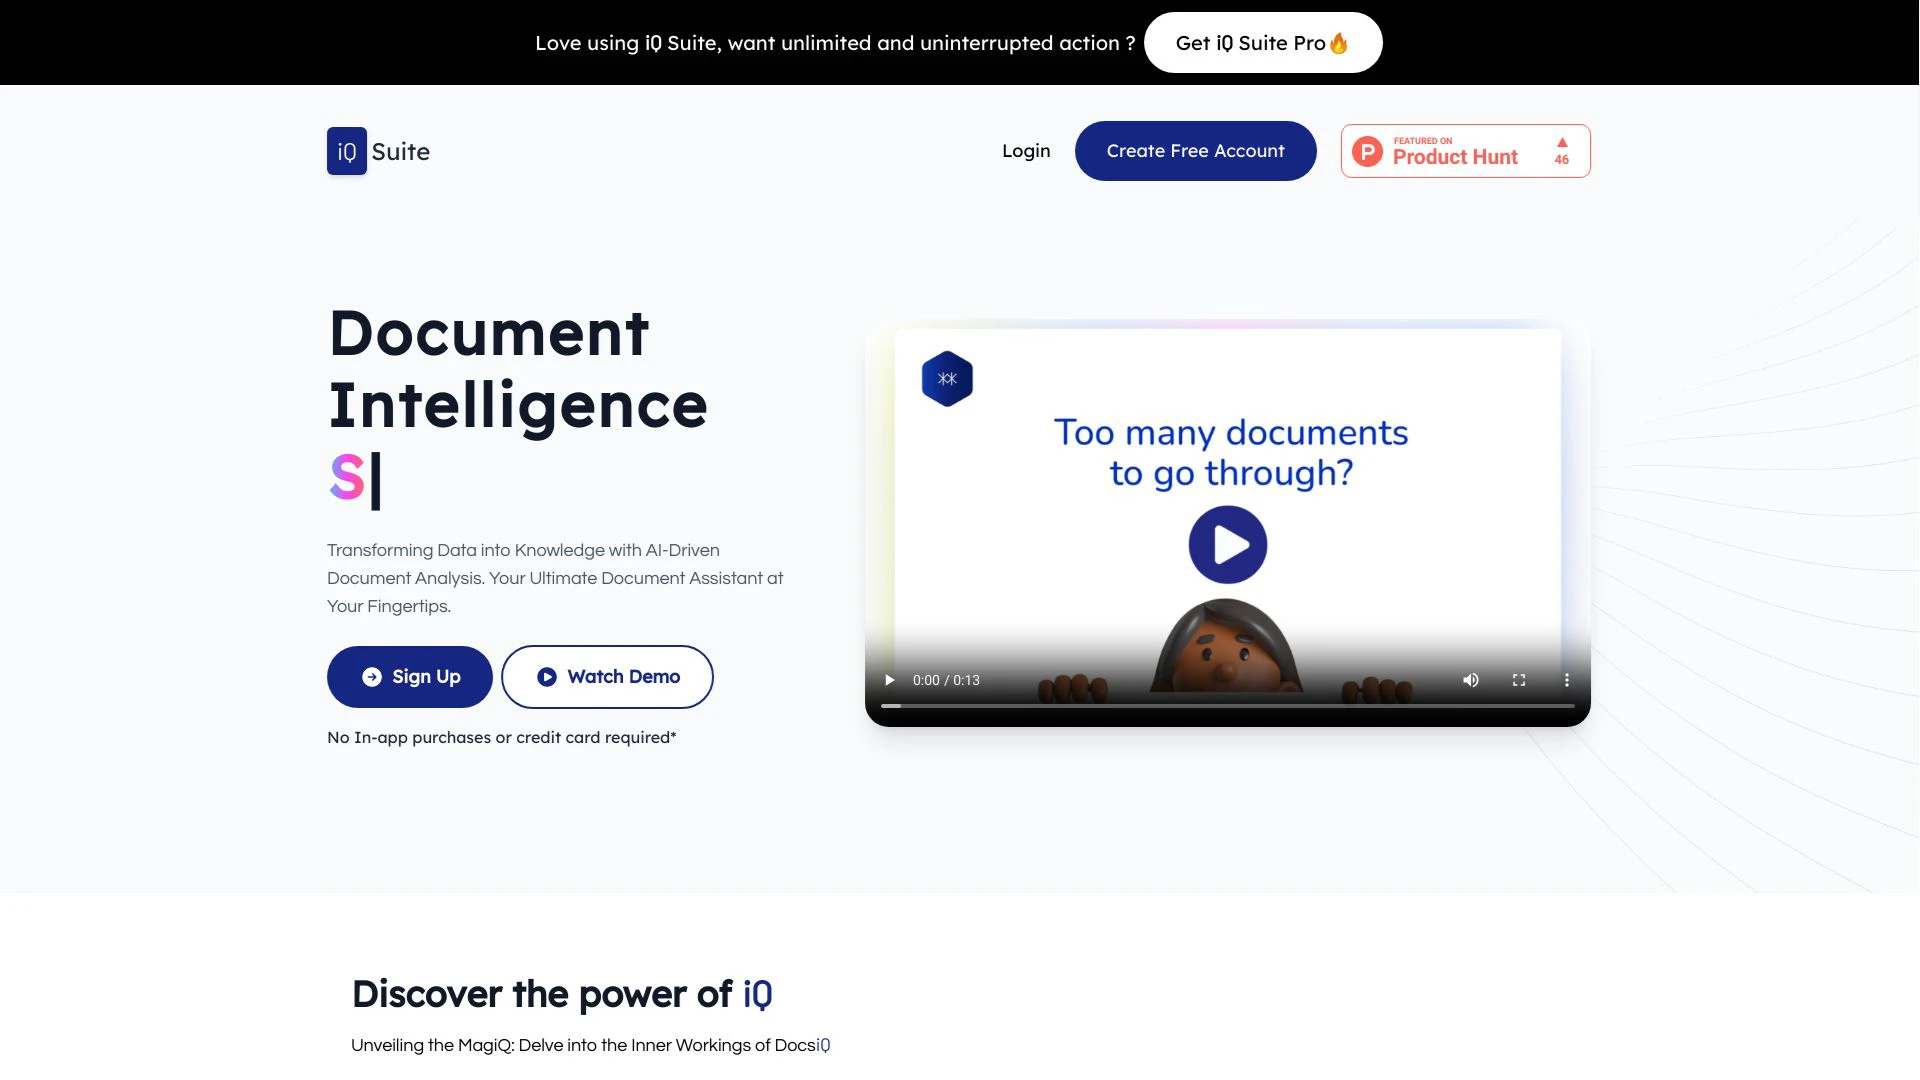 Love using iQ Suite, want unlimited and uninterrupted action ?
Get iQ Suite Pro🔥
iQ Suite
Login
Create Free Account
FEATURED ON
Product Hunt
46
Document
Intelligence
S|
Transforming Data into Knowledge with AI-Driven
Document Analysis. Your Ultimate Document Assistant at
Your Fingertips.
Sign Up
Watch Demo
No In-app purchases or credit card required*
Too many documents
to go through?
0:00 / 0:13
Discover the power of iQ
Unveiling the MagiQ: Delve into the Inner Workings of DocsiQ